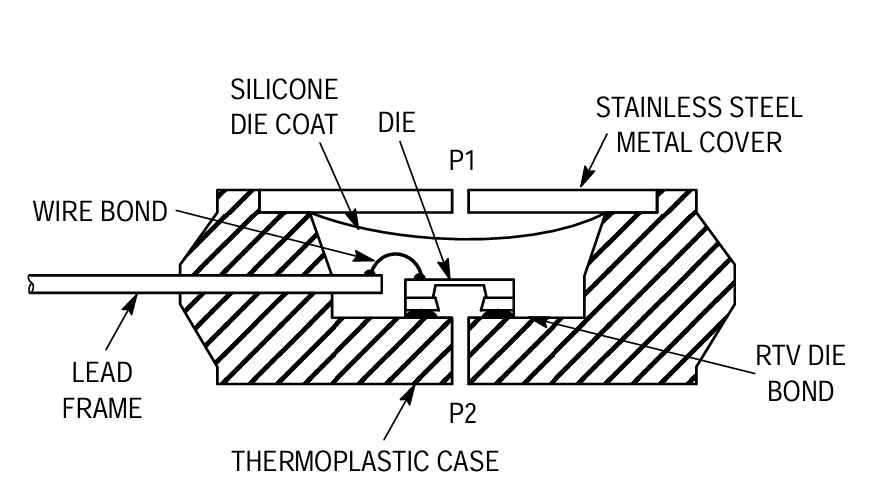 SILICONE
DIE COAT
DIE
P1
STAINLESS STEEL
METAL COVER
WIRE BOND
LEAD
FRAME
P2
RTV DIE
BOND
THERMOPLASTIC CASE